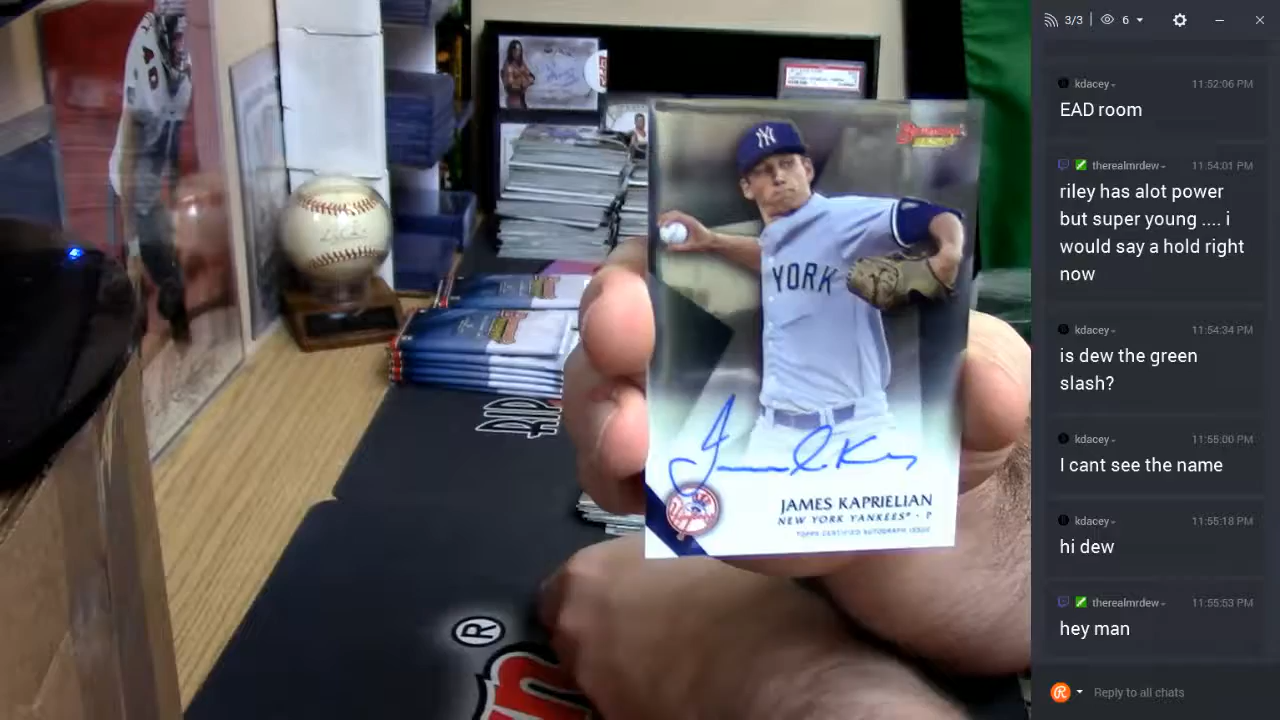 YORK
JAMES KAPRIELIAN
NEW YORK YANKEES® - P
TOPPS CERTIFIED AUTOGRAPH ISSUE
RIP
®
3/3
6
kdacey
11:52:06 PM
EAD room
therealmrdew
11:54:01 PM
riley has alot power
but super young .... i
would say a hold right
now
kdacey
11:54:34 PM
is dew the green
slash?
kdacey
11:55:00 PM
I cant see the name
kdacey
11:55:18 PM
hi dew
therealmrdew
11:55:53 PM
hey man
Reply to all chats